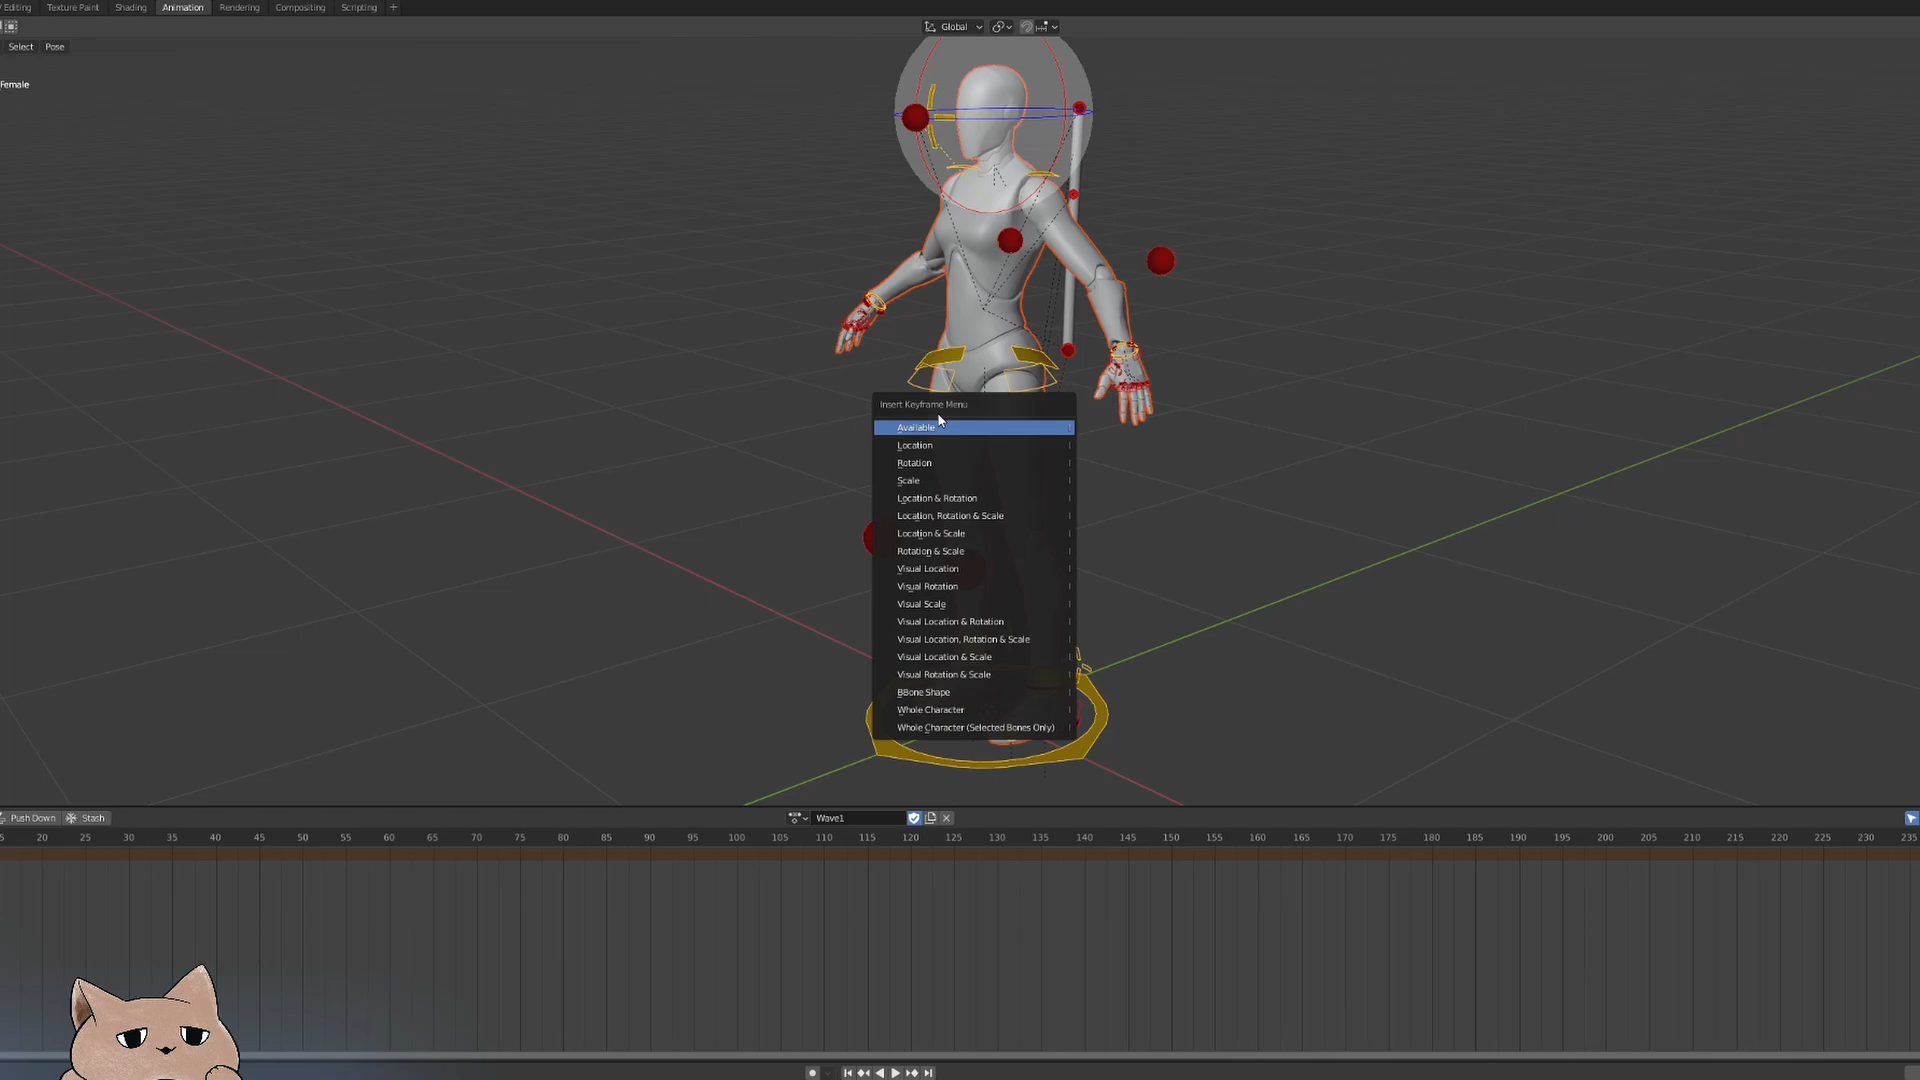 Editing Texture Paint Shading Animation Rendering Compositing Scripting +
Global
Select Pose
Female
Insert Keyframe Menu
Available I
Location I
Rotation I
Scale I
Location & Rotation I
Location, Rotation & Scale I
Location & Scale I
Rotation & Scale I
Visual Location I
Visual Rotation I
Visual Scale I
Visual Location & Rotation I
Visual Location, Rotation & Scale I
Visual Location & Scale I
Visual Rotation & Scale I
BBone Shape I
Whole Character I
Whole Character (Selected Bones Only) I
Push Down Stash Wave1
5 20 25 30 35 40 45 50 55 60 65 70 75 80 85 90 95 100 105 110 115 120 125 130 135 140 145 150 155 160 165 170 175 180 185 190 195 200 205 210 215 220 225 230 235